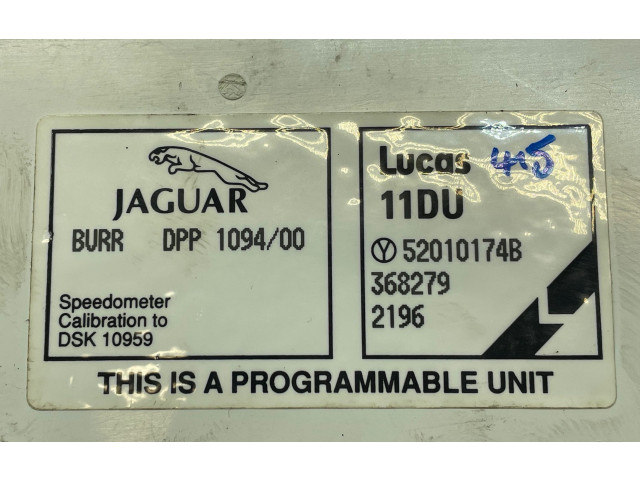 JAGUAR
BURR DPP 1094/00
Speedometer
Calibration to
DSK 10959
Lucas 405
11DU
Y 52010174B
368279
2196
THIS IS A PROGRAMMABLE UNIT